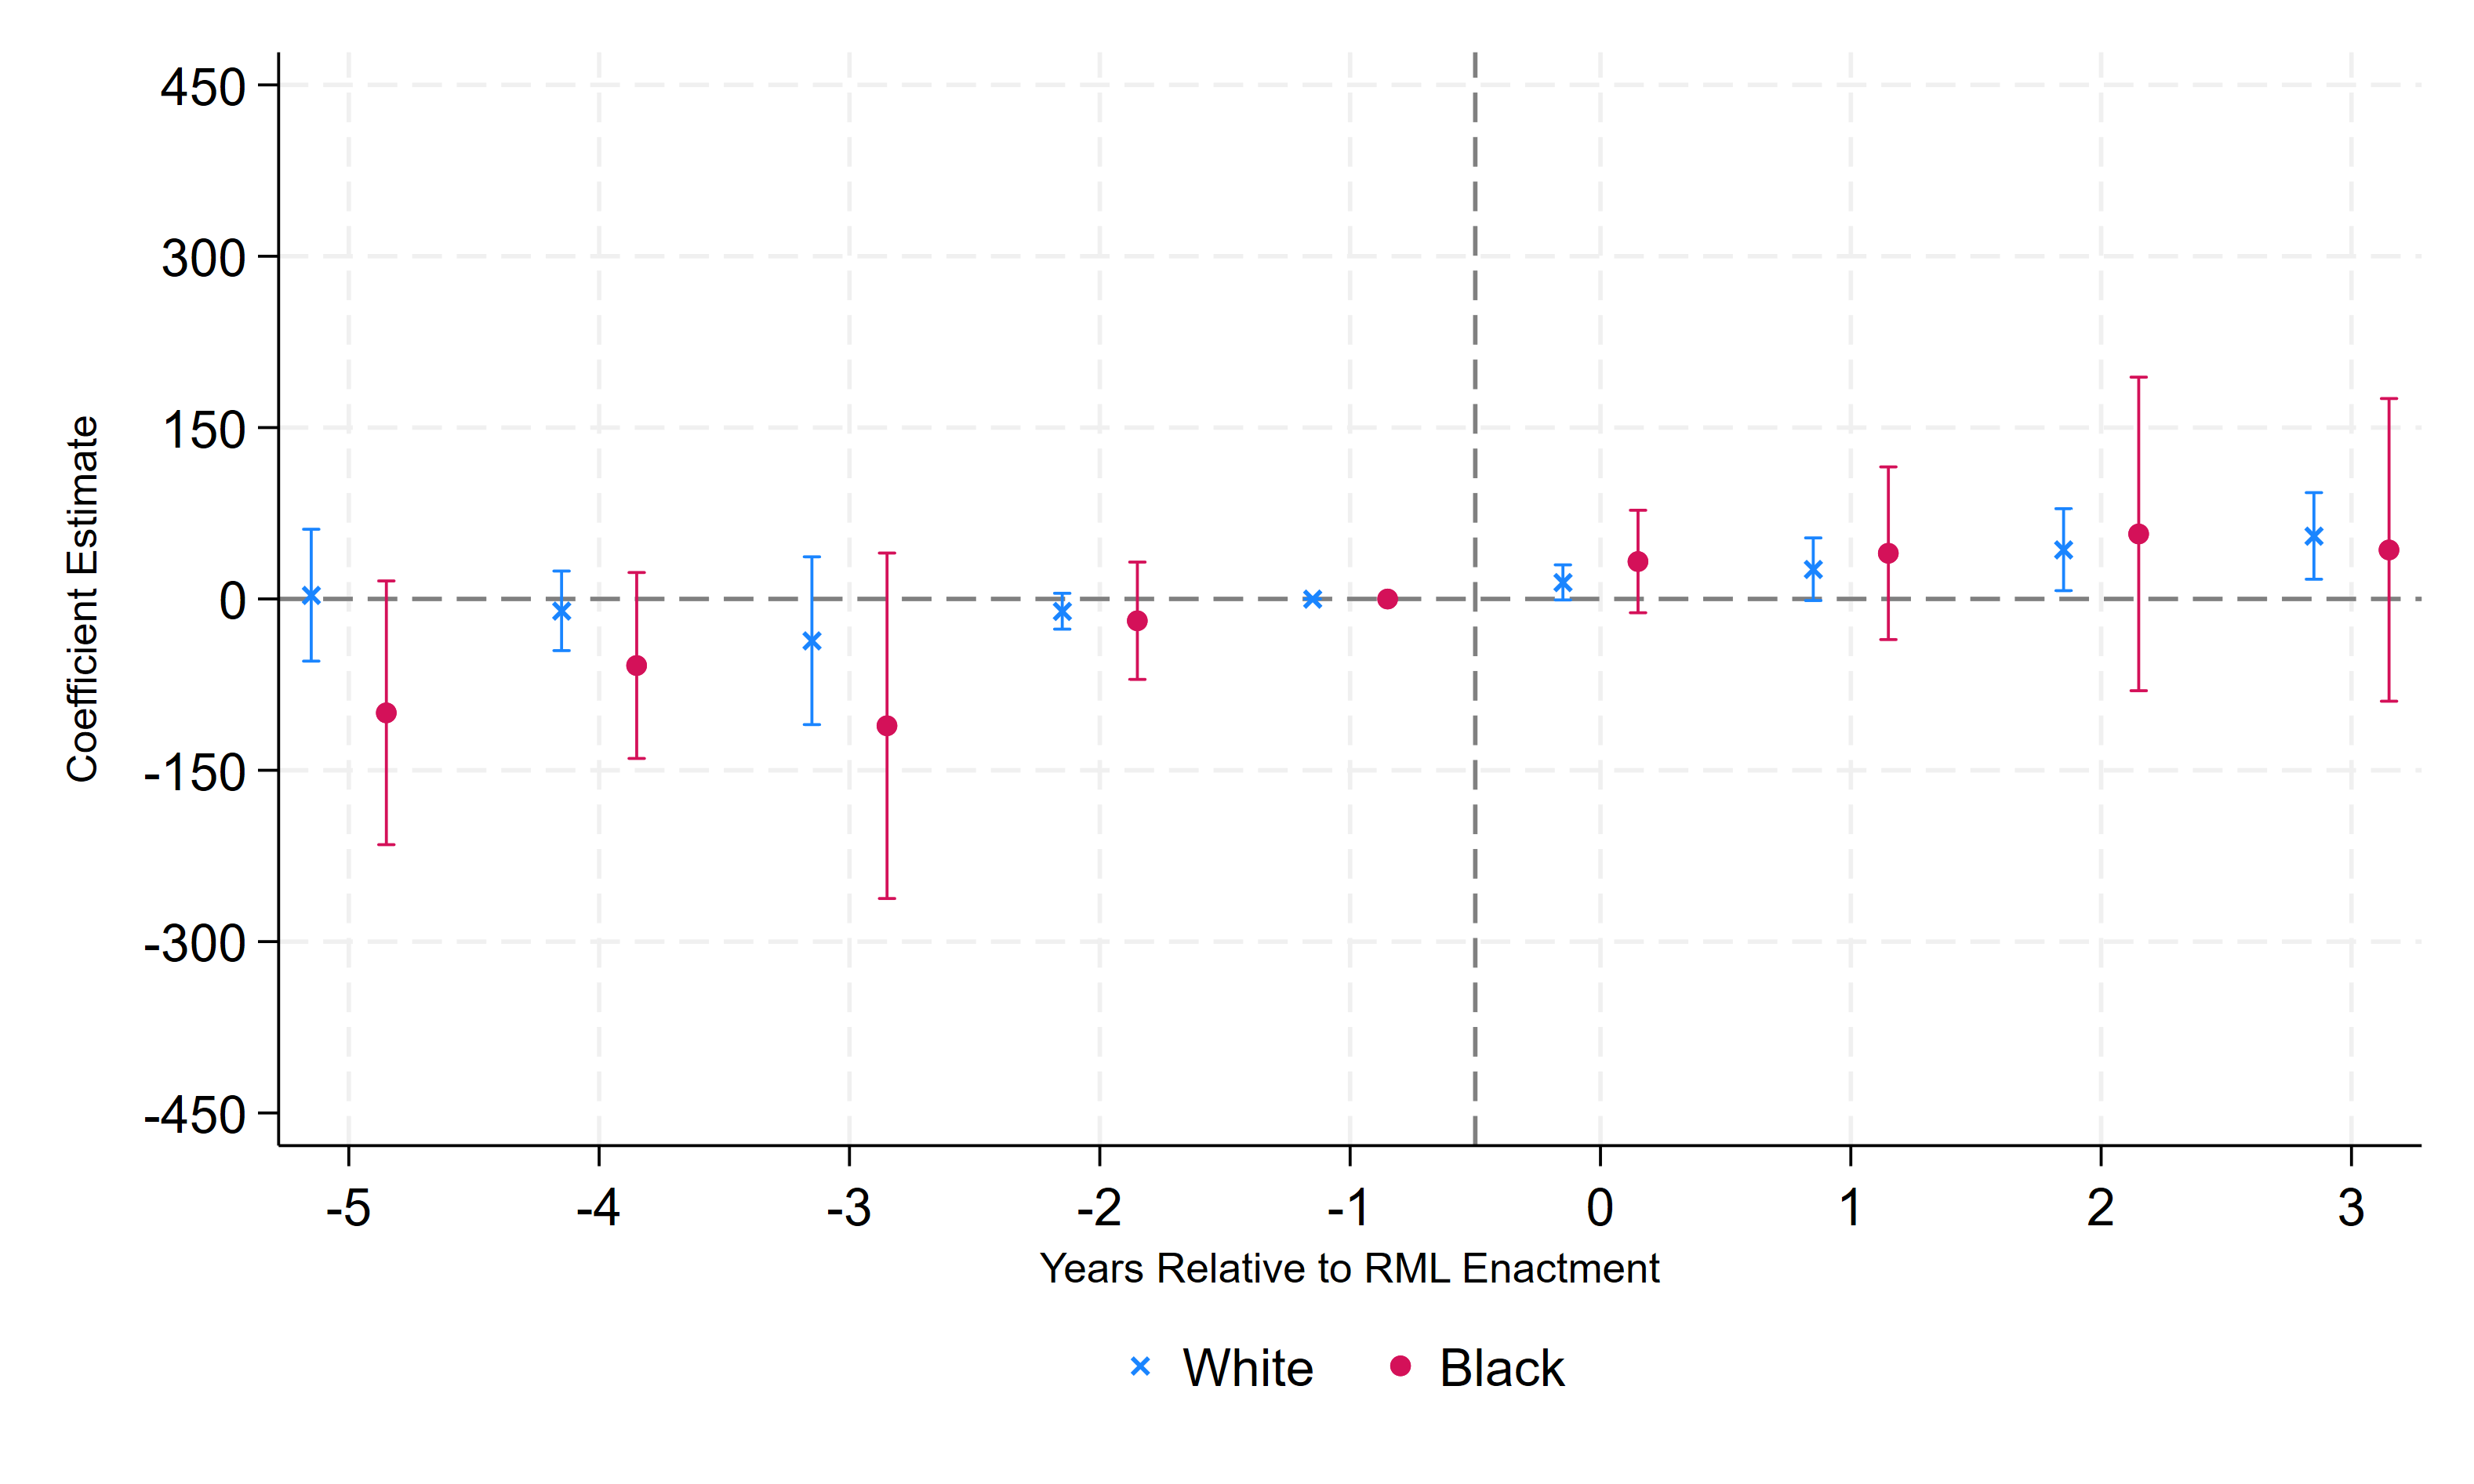 450
300
150
0
-150
-300
-450
Coefficient Estimate
-5 -4 -3 -2 -1 0 1 2 3
Years Relative to RML Enactment
White Black